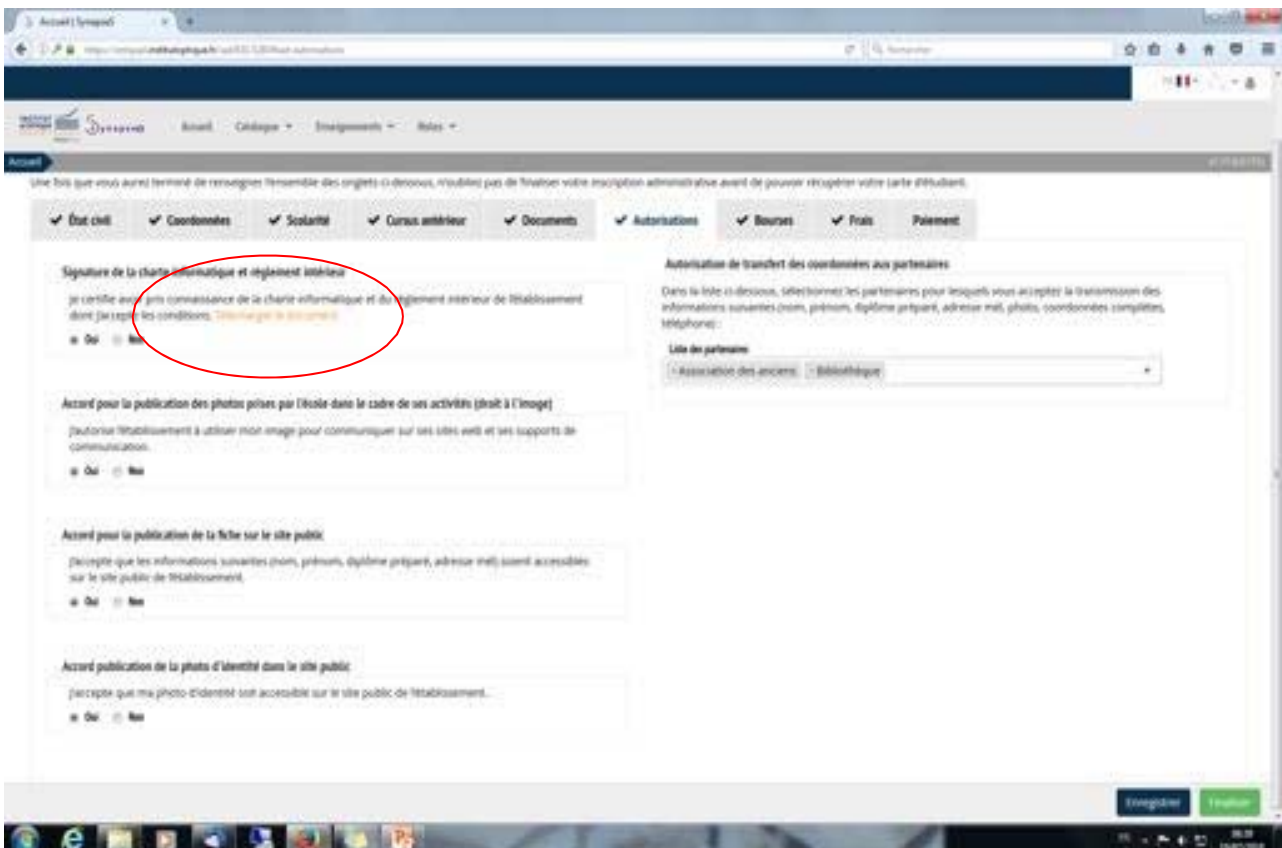 Accueil | SynapseS
Rechercher
SynapseS Accueil Catalogue Enseignements Relax
Accueil
Une fois que vous aurez terminé de renseigner l'ensemble des onglets ci-dessous, n'oubliez pas de finaliser votre inscription administrative avant de pouvoir récupérer votre carte d'étudiant.
✔ État civil ✔ Coordonnées ✔ Scolarité ✔ Cursus antérieur ✔ Documents ✔ Autorisations ✔ Bourses ✔ Frais Paiement
Signature de la charte informatique et règlement intérieur
Je certifie avoir pris connaissance de la charte informatique et du règlement intérieur de l'établissement
dont j'accepte les conditions. Télécharger le document
Oui Non
Accord pour la publication des photos prises par l'école dans le cadre de ses activités (droit à l'image)
J'autorise l'établissement à utiliser mon image pour communiquer sur ses sites web et ses supports de
communication.
Oui Non
Accord pour la publication de la fiche sur le site public
J'accepte que les informations suivantes (nom, prénom, diplôme préparé, adresse mél) soient accessibles
sur le site public de l'établissement.
Oui Non
Accord publication de la photo d'identité dans le site public
J'accepte que ma photo d'identité soit accessible sur le site public de l'établissement.
Oui Non
Autorisation de transfert des coordonnées aux partenaires
Dans la liste ci-dessous, sélectionnez les partenaires pour lesquels vous acceptez la transmission des
informations suivantes (nom, prénom, diplôme préparé, adresse mél, photo, coordonnées complètes,
téléphone) :
Liste des partenaires
Association des anciens Bibliothèque
Enregistrer Finaliser
FR